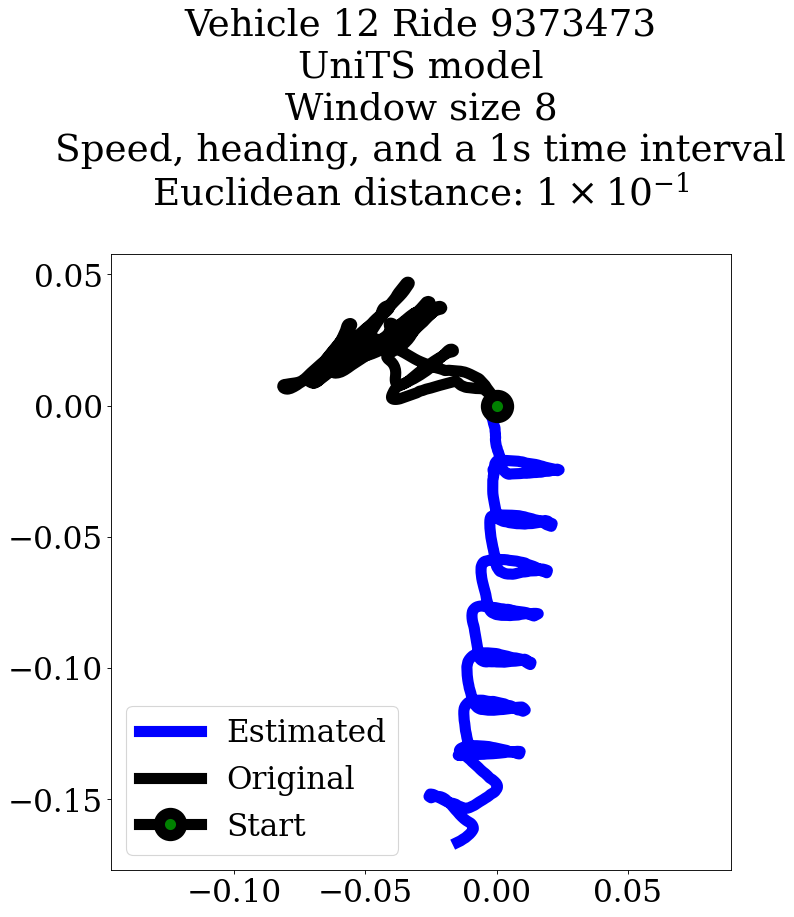 Vehicle 12 Ride 9373473
UniTS model
Window size 8
Speed, heading, and a 1s time interval
Euclidean distance: 1 × 10⁻¹
0.05
0.00
−0.05
−0.10
−0.15
Estimated
Original
Start
−0.10 −0.05 0.00 0.05